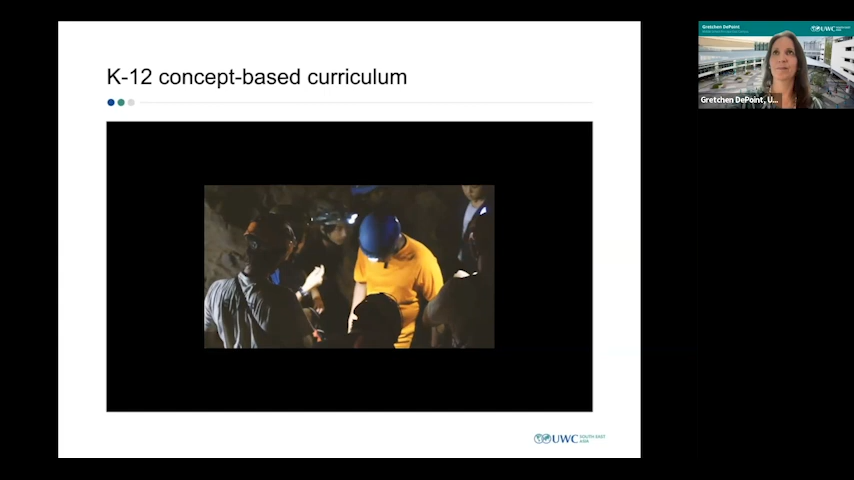 K-12 concept-based curriculum
UWC SOUTH EAST
ASIA
Gretchen DePoint
UWC
Gretchen DePoint, U...